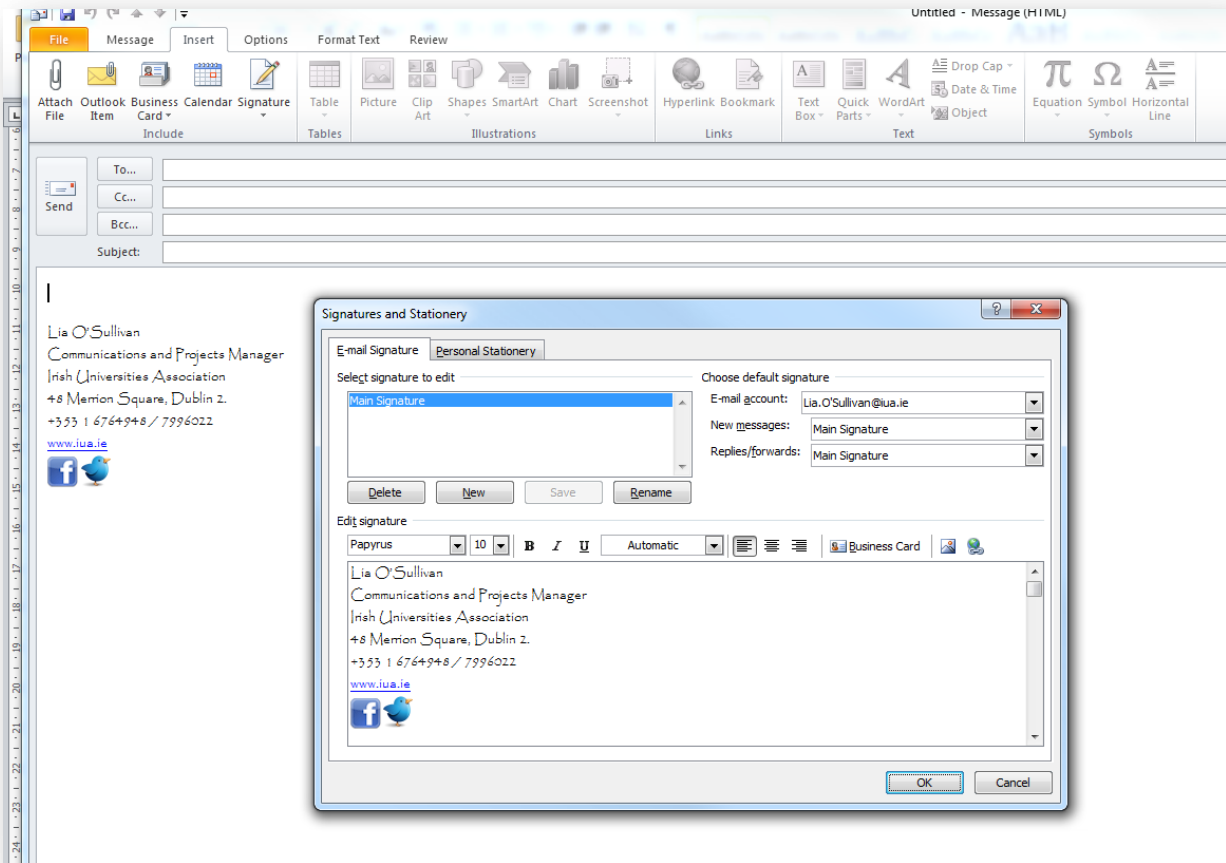 Untitled - Message (HTML)
File Message Insert Options Format Text Review
Attach File Outlook Item Business Card Calendar Signature Table Picture Clip Art Shapes SmartArt Chart Screenshot Hyperlink Bookmark Text Box Quick Parts WordArt Drop Cap Date & Time Object Equation Symbol Horizontal Line
Include Tables Illustrations Links Text Symbols
Send
To...
Cc...
Bcc...
Subject:
Lia O'Sullivan
Communications and Projects Manager
Irish Universities Association
48 Merrion Square, Dublin 2.
+353 1 6764948 / 7996022
www.iua.ie
f
Signatures and Stationery
E-mail Signature Personal Stationery
Select signature to edit
Main Signature
Delete New Save Rename
Choose default signature
E-mail account: Lia.O'Sullivan@iua.ie
New messages: Main Signature
Replies/forwards: Main Signature
Edit signature
Papyrus 10 B I U Automatic Business Card
Lia O'Sullivan
Communications and Projects Manager
Irish Universities Association
48 Merrion Square, Dublin 2.
+353 1 6764948 / 7996022
www.iua.ie
f
OK Cancel